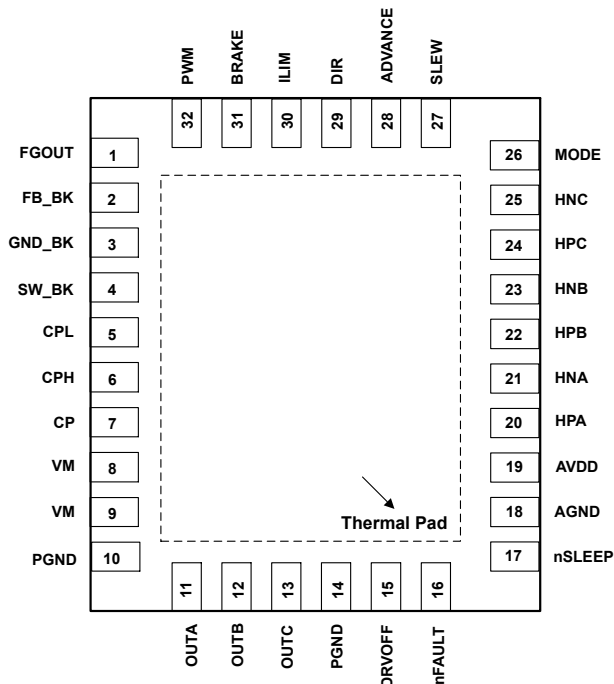 PWM
BRAKE
ILIM
DIR
ADVANCE
SLEW
32
31
30
29
28
27
FGOUT 1
FB_BK 2
GND_BK 3
SW_BK 4
CPL 5
CPH 6
CP 7
VM 8
VM 9
PGND 10
26 MODE
25 HNC
24 HPC
23 HNB
22 HPB
21 HNA
20 HPA
19 AVDD
18 AGND
17 nSLEEP
Thermal Pad
11
12
13
14
15
16
OUTA
OUTB
OUTC
PGND
DRVOFF
nFAULT